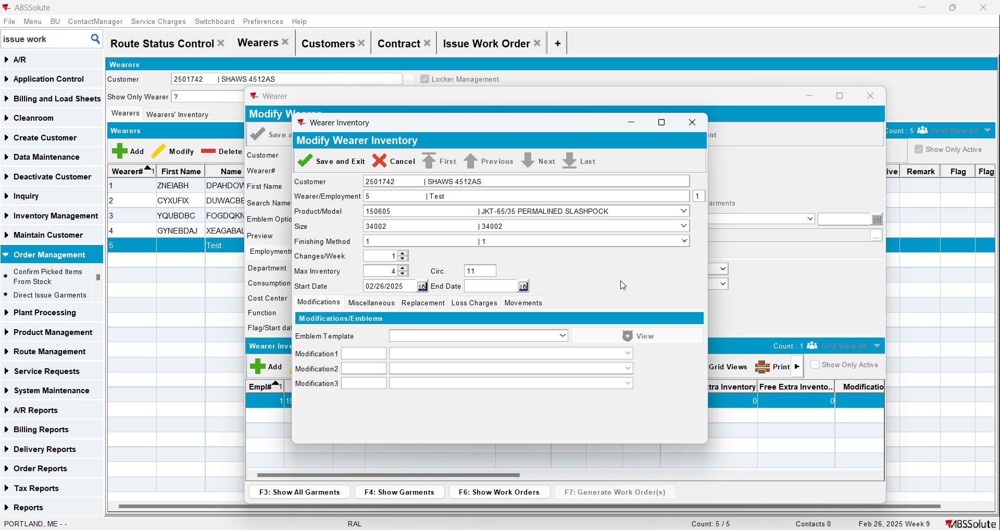 ABSSolute
File Menu BU ContactManager Service Charges Switchboard Preferences Help
issue work
Route Status Control Wearers Customers Contract Issue Work Order +
A/R
Application Control
Billing and Load Sheets
Cleanroom
Create Customer
Data Maintenance
Deactivate Customer
Inquiry
Inventory Management
Maintain Customer
Order Management
Confirm Picked Items
From Stock
Direct Issue Garments
Plant Processing
Product Management
Route Management
Service Requests
System Maintenance
A/R Reports
Billing Reports
Delivery Reports
Order Reports
Tax Reports
Reports
Wearers
Customer 2501742 | SHAWS 4512AS ... Locker Management
Show Only Wearer ?
Wearers Wearers' Inventory
Wearers
Count : 5 Grid View All
Add Modify Delete
Show Only Active
Wearer# 1 First Name Name
ive Remark Flag Flag
1 ZNEIABH DPAHDOW
2 CYXUFIX DUWACBE
3 YQUBDBC FOGDQKN
4 GYNEBDAJ XEAGABAL
5 Test
Wearer
Modify Wearer
Save a
nt
Customer
Wearer#
First Name
Search Name
arments
Emblem Optio
16
Preview
...
Employment#
Department
Consumption
Cost Center
Function
Flag/Start dat
Wearer Inve
Count : 1 Grid View All
Add
Grid Views Print Show Only Active
Empl# 1
tra Inventory Free Extra Invento... Modificatio
1 15
0 0
F3: Show All Garments F4: Show Garments F6: Show Work Orders F7: Generate Work Order(s)
Wearer Inventory
Modify Wearer Inventory
Save and Exit Cancel First Previous Next Last
Customer 2501742 | SHAWS 4512AS
Wearer/Employment 5 | Test 1
Product/Model 150605 | JKT-65/35 PERMALINED SLASHPOCK
Size 34002 | 34002
Finishing Method 1 | 1
Changes/Week 1
Max Inventory 4 Circ. 11
Start Date 02/26/2025 16 End Date 16
Modifications Miscellaneous Replacement Loss Charges Movements
Modifications/Emblems
Emblem Template View
Modification1
Modification2
Modification3
PORTLAND, ME - - RAL Count: 5 / 5 Contacts 0 Feb 26, 2025 Week 9 ABSSolute